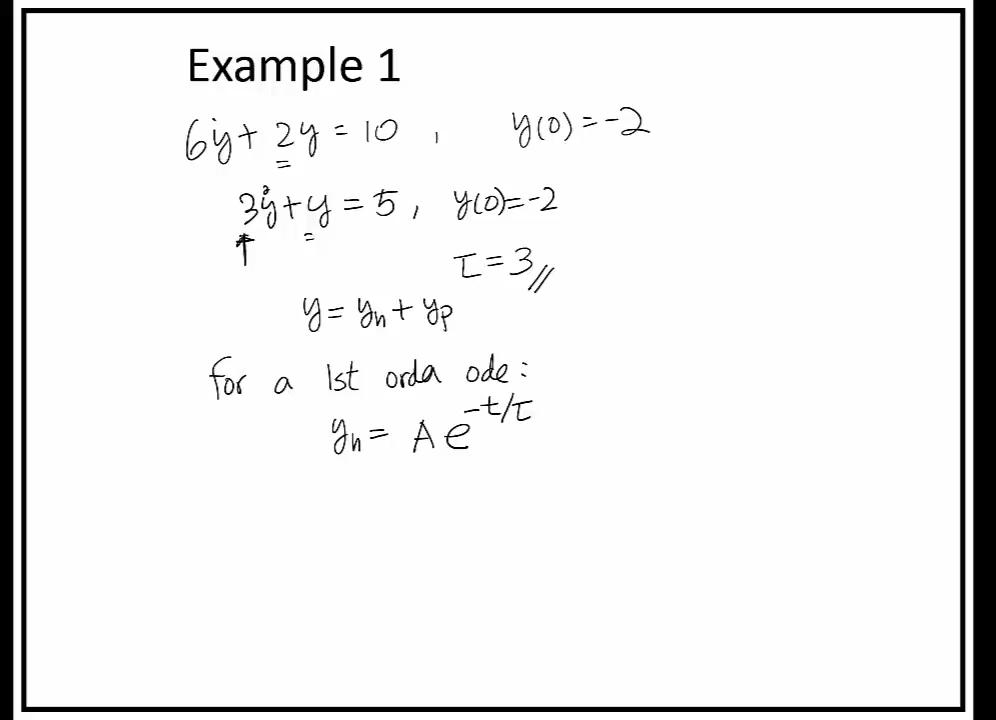 Example 1
6ẏ + 2y = 10 , y(0) = -2
3ẏ + y = 5 , y(0) = -2
τ = 3 //
y = yₕ + yₚ
for a 1st orda ode :
yₕ = A e^(-t/τ)